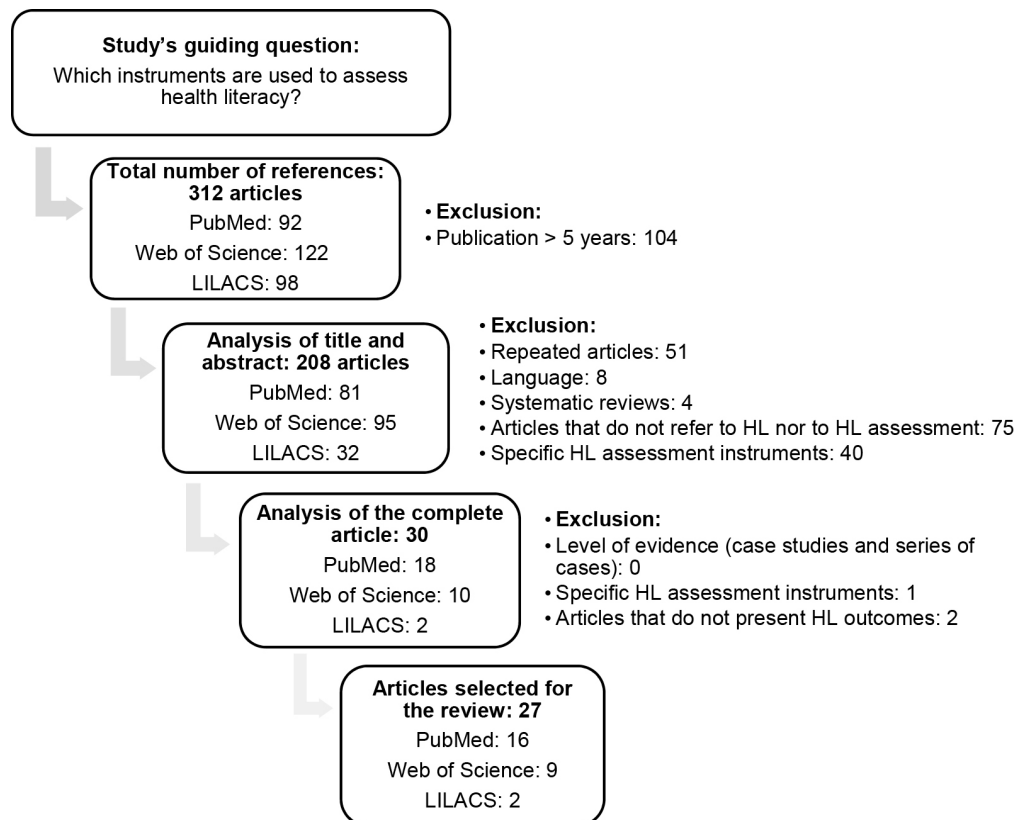 Study’s guiding question:
Which instruments are used to assess
health literacy?
Total number of references:
312 articles
PubMed: 92
Web of Science: 122
LILACS: 98
• Exclusion:
• Publication > 5 years: 104
Analysis of title and
abstract: 208 articles
PubMed: 81
Web of Science: 95
LILACS: 32
• Exclusion:
• Repeated articles: 51
• Language: 8
• Systematic reviews: 4
• Articles that do not refer to HL nor to HL assessment: 75
• Specific HL assessment instruments: 40
Analysis of the complete
article: 30
PubMed: 18
Web of Science: 10
LILACS: 2
• Exclusion:
• Level of evidence (case studies and series of
cases): 0
• Specific HL assessment instruments: 1
• Articles that do not present HL outcomes: 2
Articles selected for
the review: 27
PubMed: 16
Web of Science: 9
LILACS: 2